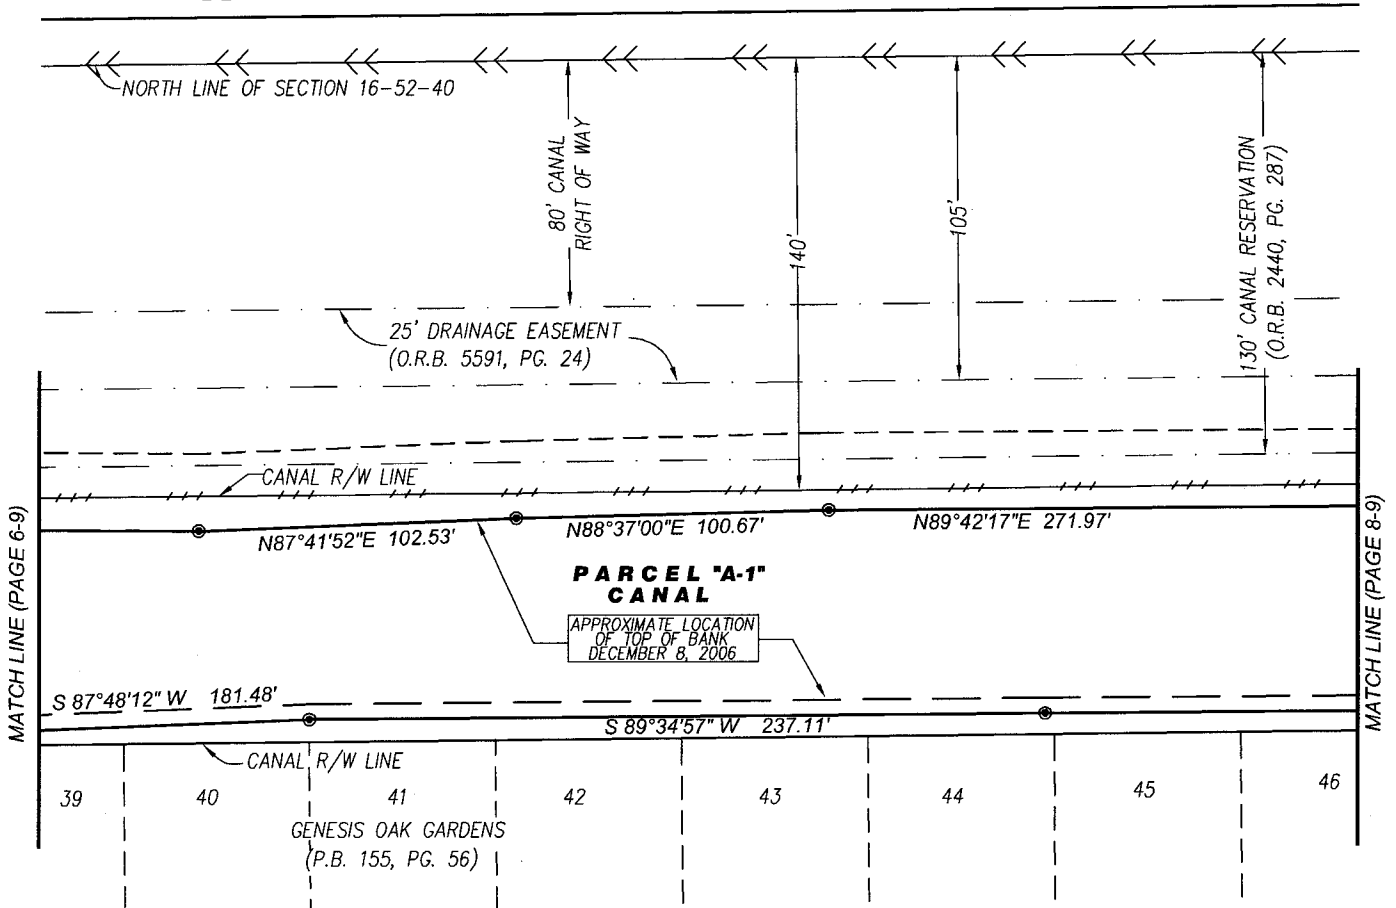 NORTH LINE OF SECTION 16-52-40
80' CANAL
RIGHT OF WAY
140'
105'
130' CANAL RESERVATION
(O.R.B. 2440, PG. 287)
25' DRAINAGE EASEMENT
(O.R.B. 5591, PG. 24)
CANAL R/W LINE
MATCH LINE (PAGE 6-9)
MATCH LINE (PAGE 8-9)
N87°41'52"E 102.53'
N88°37'00"E 100.67'
N89°42'17"E 271.97'
PARCEL "A-1"
CANAL
APPROXIMATE LOCATION
OF TOP OF BANK
DECEMBER 8, 2006
S 87°48'12" W 181.48'
S 89°34'57" W 237.11'
CANAL R/W LINE
39
40
41
42
43
44
45
46
GENESIS OAK GARDENS
(P.B. 155, PG. 56)